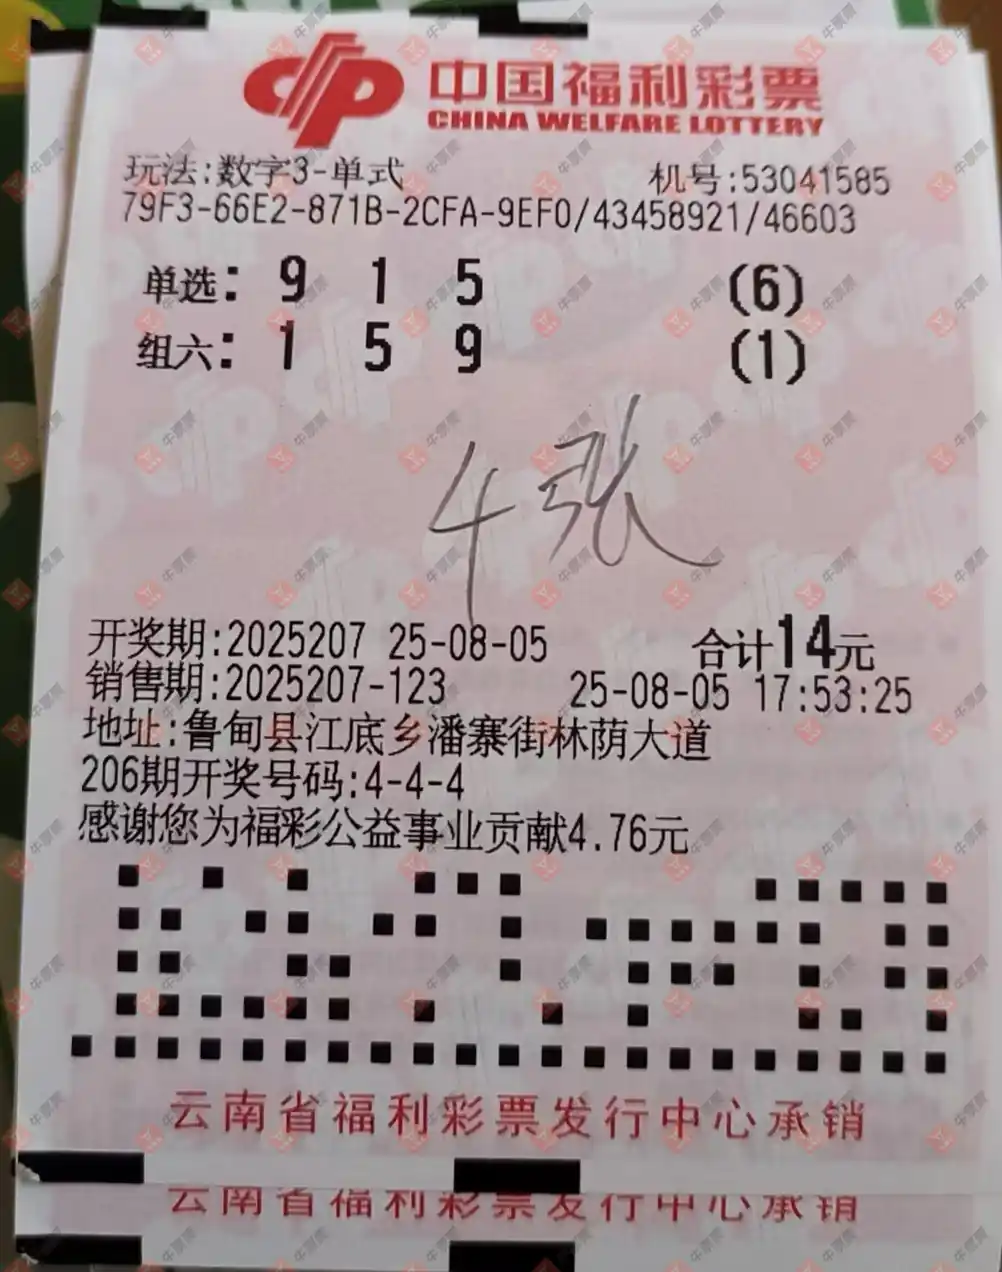 中国福利彩票
CHINA WELFARE LOTTERY
玩法:数字3-单式 机号:53041585
79F3-66E2-871B-2CFA-9EF0/43458921/46603
单选: 9 1 5 (6)
组六: 1 5 9 (1)
4张
开奖期:2025207 25-08-05 合计14元
销售期:2025207-123 25-08-05 17:53:25
地址:鲁甸县江底乡潘寨街林荫大道
206期开奖号码:4-4-4
感谢您为福彩公益事业贡献4.76元
云南省福利彩票发行中心承销
云南省福利彩票发行中心承销